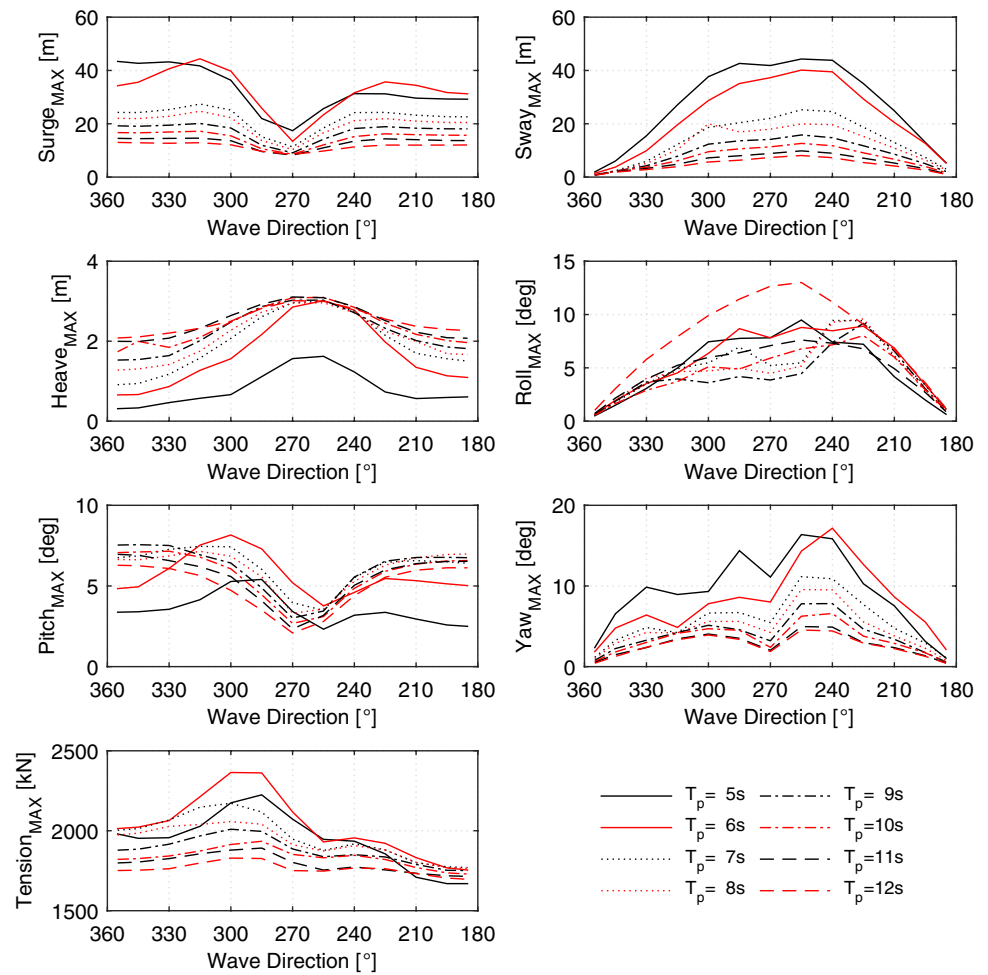 60
40
20
0
Surge_MAX [m]
360 330 300 270 240 210 180
Wave Direction [°]
60
40
20
0
Sway_MAX [m]
360 330 300 270 240 210 180
Wave Direction [°]
4
2
0
Heave_MAX [m]
360 330 300 270 240 210 180
Wave Direction [°]
15
10
5
0
Roll_MAX [deg]
360 330 300 270 240 210 180
Wave Direction [°]
10
5
0
Pitch_MAX [deg]
360 330 300 270 240 210 180
Wave Direction [°]
20
10
0
Yaw_MAX [deg]
360 330 300 270 240 210 180
Wave Direction [°]
2500
2000
1500
Tension_MAX [kN]
360 330 300 270 240 210 180
Wave Direction [°]
T_p= 5s
T_p= 6s
T_p= 7s
T_p= 8s
T_p= 9s
T_p=10s
T_p=11s
T_p=12s